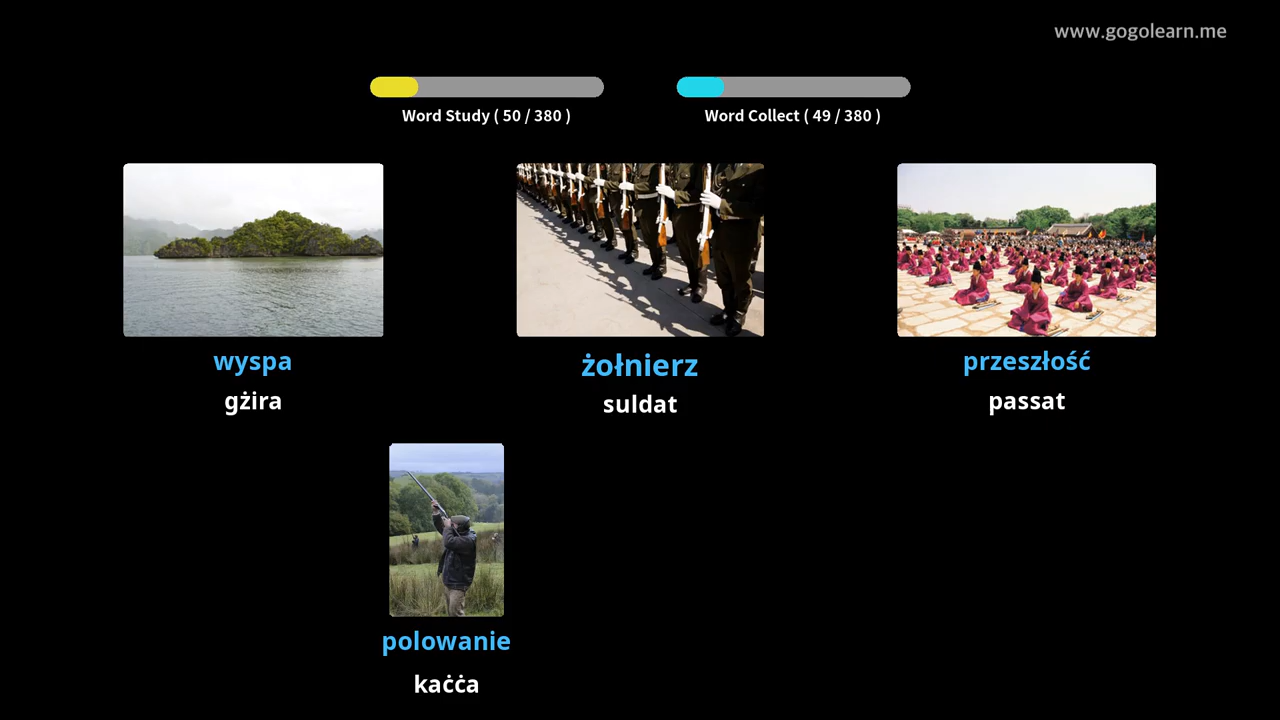 www.gogolearn.me
Word Study ( 50 / 380 )
Word Collect ( 49 / 380 )
wyspa
gżira
żołnierz
suldat
przeszłość
passat
polowanie
kaċċa